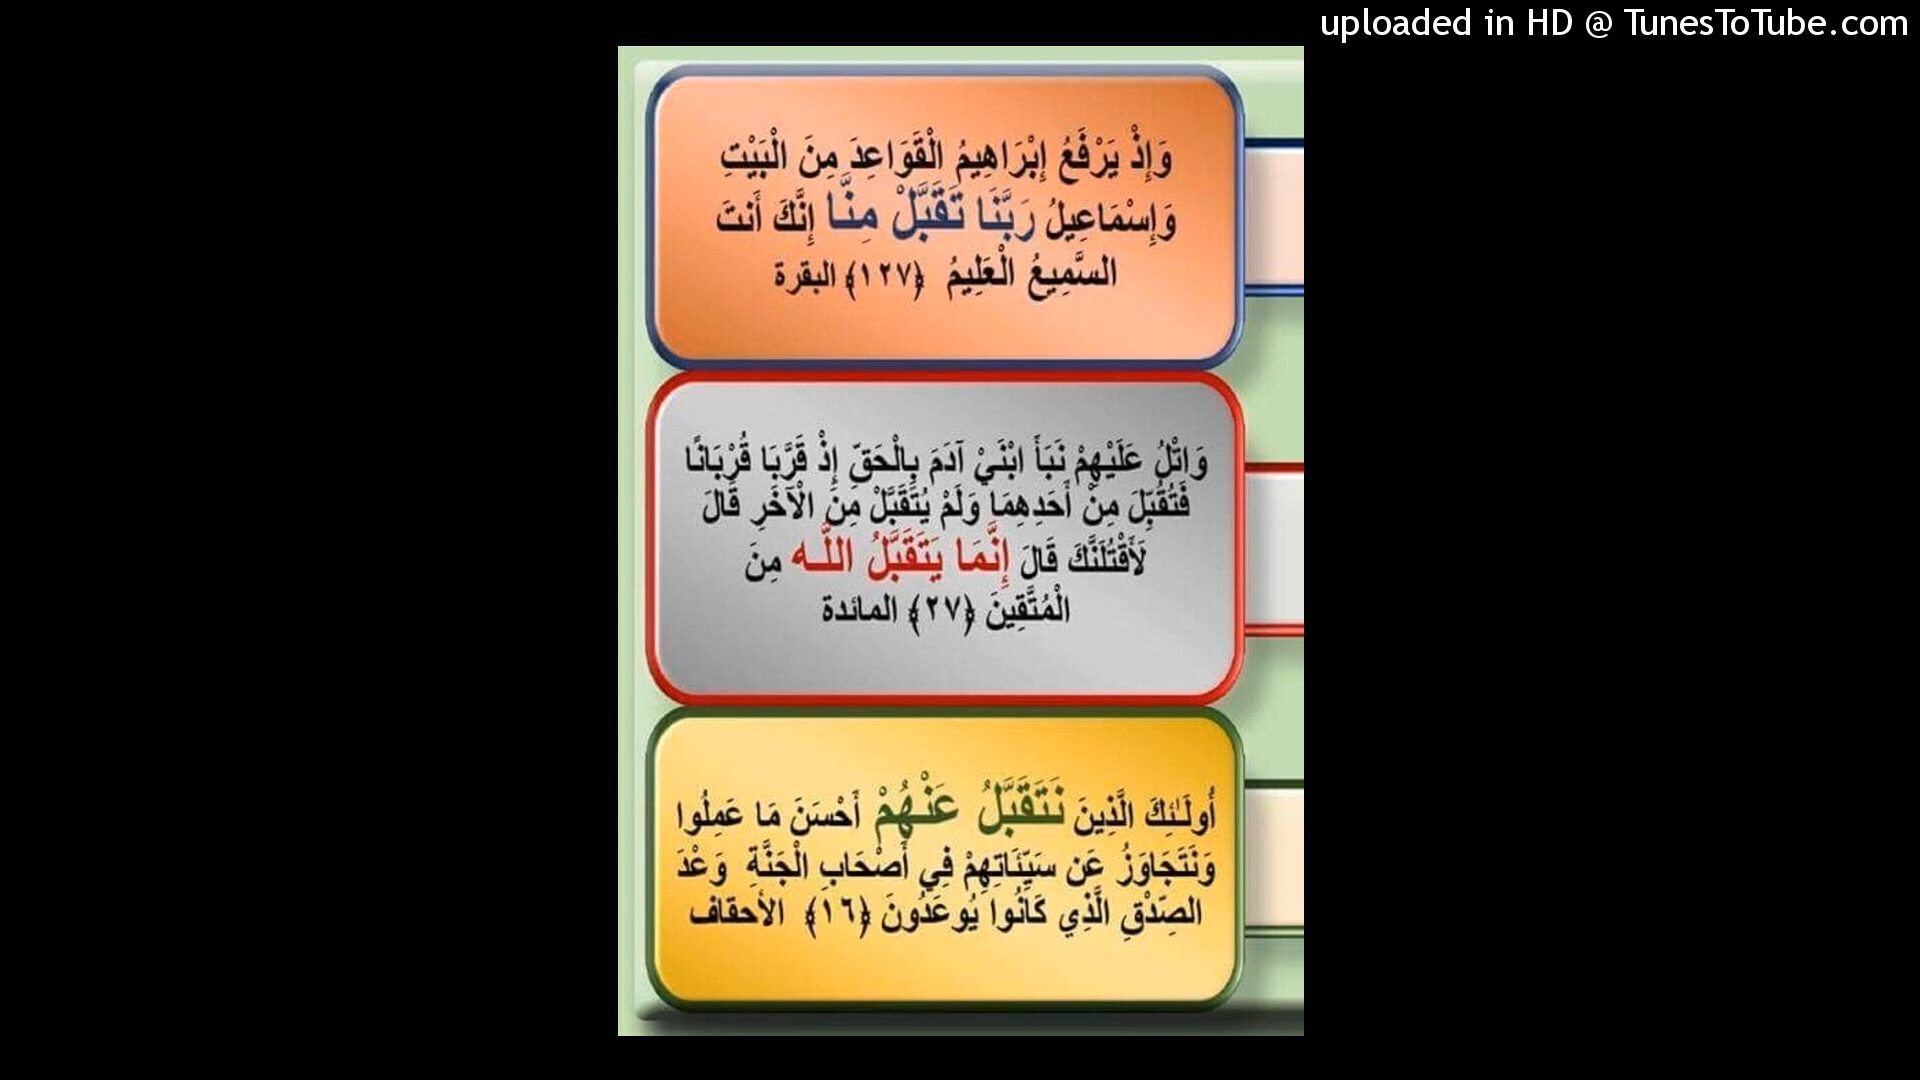 uploaded in HD @ TunesToTube.com
وَإِذْ يَرْفَعُ إِبْرَاهِيمُ الْقَوَاعِدَ مِنَ الْبَيْتِ
وَإِسْمَاعِيلُ رَبَّنَا تَقَبَّلْ مِنَّا إِنَّكَ أَنتَ
السَّمِيعُ الْعَلِيمُ ﴿١٢٧﴾ البقرة
وَاتْلُ عَلَيْهِمْ نَبَأَ ابْنَيْ آدَمَ بِالْحَقِّ إِذْ قَرَّبَا قُرْبَانًا
فَتُقُبِّلَ مِنْ أَحَدِهِمَا وَلَمْ يُتَقَبَّلْ مِنَ الْآخَرِ قَالَ
لَأَقْتُلَنَّكَ قَالَ إِنَّمَا يَتَقَبَّلُ اللَّـه مِنَ
الْمُتَّقِينَ ﴿٢٧﴾ المائدة
أُولَـٰئِكَ الَّذِينَ نَتَقَبَّلُ عَنْهُمْ أَحْسَنَ مَا عَمِلُوا
وَنَتَجَاوَزُ عَن سَيِّئَاتِهِمْ فِي أَصْحَابِ الْجَنَّةِ وَعْدَ
الصِّدْقِ الَّذِي كَانُوا يُوعَدُونَ ﴿١٦﴾ الأحقاف